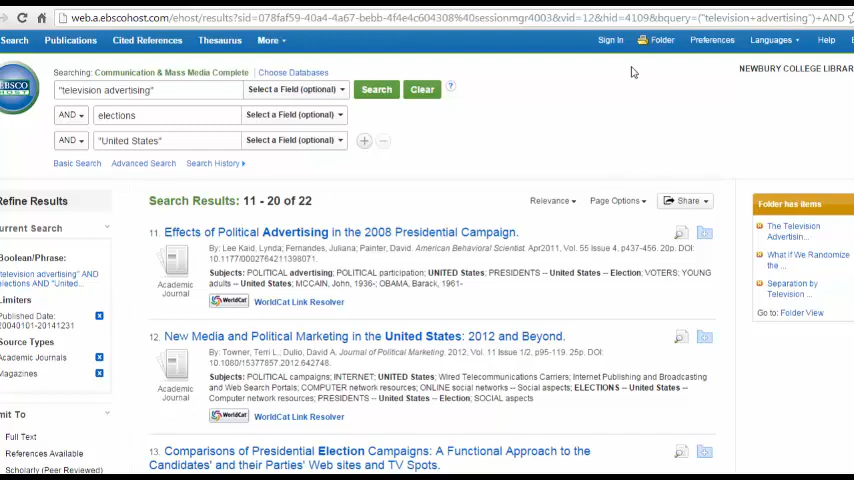 web.a.ebscohost.com/ehost/results?sid=078faf59-40a4-4a67-bebb-4f4e4c604308%40sessionmgr4003&vid=12&hid=4109&bquery=("television+advertising")+AND
Search Publications Cited References Thesaurus More Sign In Folder Preferences Languages Help
Searching: Communication & Mass Media Complete Choose Databases
NEWBURY COLLEGE LIBRAR
EBSCO
HOST
"television advertising" Select a Field (optional) Search Clear ?
AND elections Select a Field (optional)
AND "United States" Select a Field (optional)
Basic Search Advanced Search Search History
Refine Results
urrent Search
Boolean/Phrase:
television advertising" AND
elections AND "United...
Limiters
Published Date:
20040101-20141231
Source Types
Academic Journals
Magazines
mit To
Full Text
References Available
Scholarly (Peer Reviewed)
Search Results: 11 - 20 of 22 Relevance Page Options Share
11. Effects of Political Advertising in the 2008 Presidential Campaign.
By: Lee Kaid, Lynda; Fernandes, Juliana; Painter, David. American Behavioral Scientist. Apr2011, Vol. 55 Issue 4, p437-456. 20p. DOI:
10.1177/0002764211398071.
Subjects: POLITICAL advertising; POLITICAL participation; UNITED STATES; PRESIDENTS -- United States -- Election; VOTERS; YOUNG
adults -- United States; MCCAIN, John, 1936-; OBAMA, Barack, 1961-
Academic
Journal
WorldCat WorldCat Link Resolver
12. New Media and Political Marketing in the United States: 2012 and Beyond.
By: Towner, Terri L.; Dulio, David A. Journal of Political Marketing. 2012, Vol. 11 Issue 1/2, p95-119. 25p. DOI:
10.1080/15377857.2012.642748.
Subjects: POLITICAL campaigns; INTERNET; UNITED States; Wired Telecommunications Carriers; Internet Publishing and Broadcasting
and Web Search Portals; COMPUTER network resources; ONLINE social networks -- Social aspects; ELECTIONS -- United States --
Computer network resources; PRESIDENTS -- United States -- Election; SOCIAL aspects
Academic
Journal
WorldCat WorldCat Link Resolver
13. Comparisons of Presidential Election Campaigns: A Functional Approach to the
Candidates' and their Parties' Web sites and TV Spots.
Folder has items
The Television
Advertisin...
What if We Randomize
the ...
Separation by
Television ...
Go to: Folder View